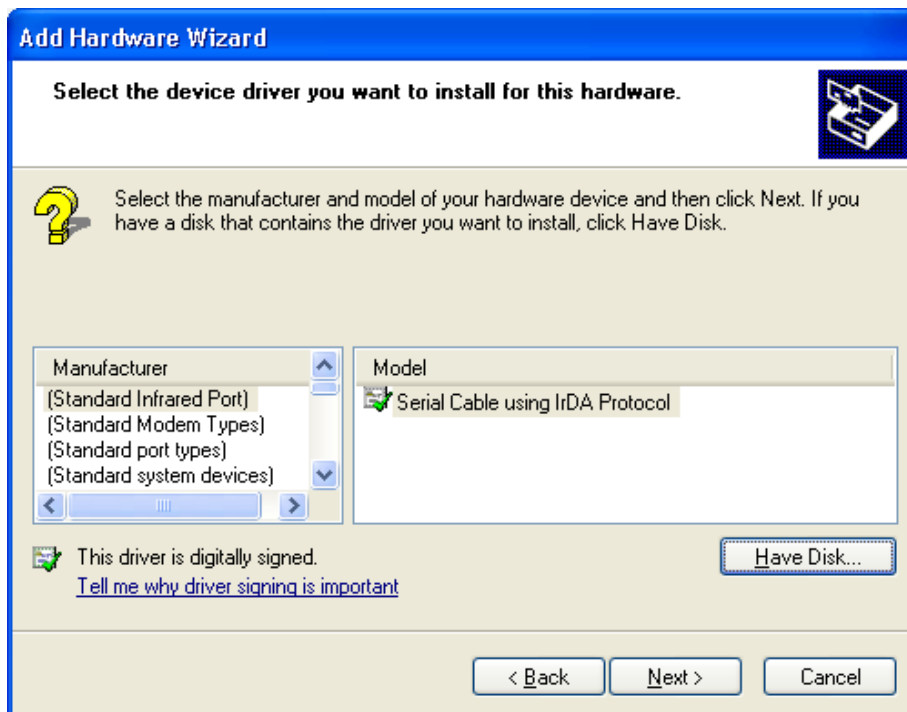 Add Hardware Wizard
Select the device driver you want to install for this hardware.
Select the manufacturer and model of your hardware device and then click Next. If you
have a disk that contains the driver you want to install, click Have Disk.
Manufacturer
(Standard Infrared Port)
(Standard Modem Types)
(Standard port types)
(Standard system devices)
Model
Serial Cable using IrDA Protocol
This driver is digitally signed.
Tell me why driver signing is important
Have Disk...
< Back
Next >
Cancel